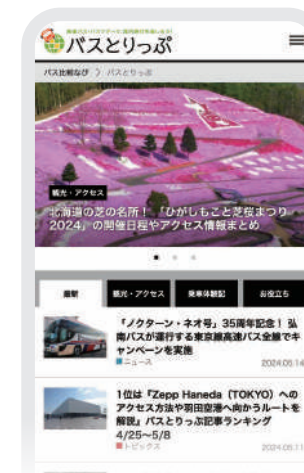 バスとりっぷ
バス比較なび 〉 バスとりっぷ
観光・アクセス
北海道の芝の名所！「ひがしもこと芝桜まつり
2024」の開催日程やアクセス情報まとめ
最新
観光・アクセス
乗車体験記
お役立ち
「ノクターン・ネオ号」35周年記念！ 弘
南バスが運行する東京線高速バス全線でキ
ャンペーンを実施
ニュース
2024.05.14
1位は「Zepp Haneda（TOKYO）への
アクセス方法や羽田空港へ向かうルートを
解説」バスとりっぷ記事ランキング
4/25〜5/8
トピックス
2024.05.11